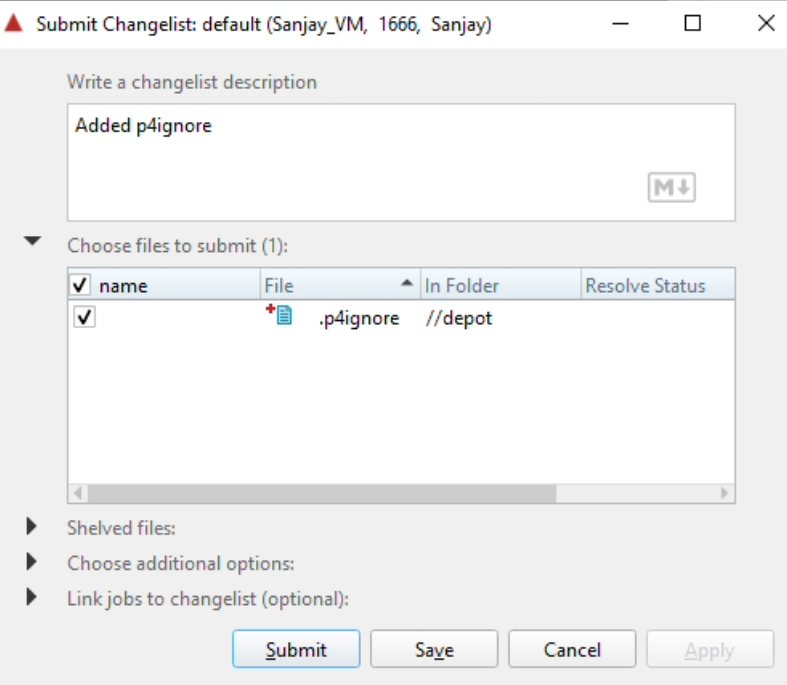 Submit Changelist: default (Sanjay_VM, 1666, Sanjay)
Write a changelist description
Added p4ignore
M
Choose files to submit (1):
name File In Folder Resolve Status
.p4ignore //depot
Shelved files:
Choose additional options:
Link jobs to changelist (optional):
Submit Save Cancel Apply